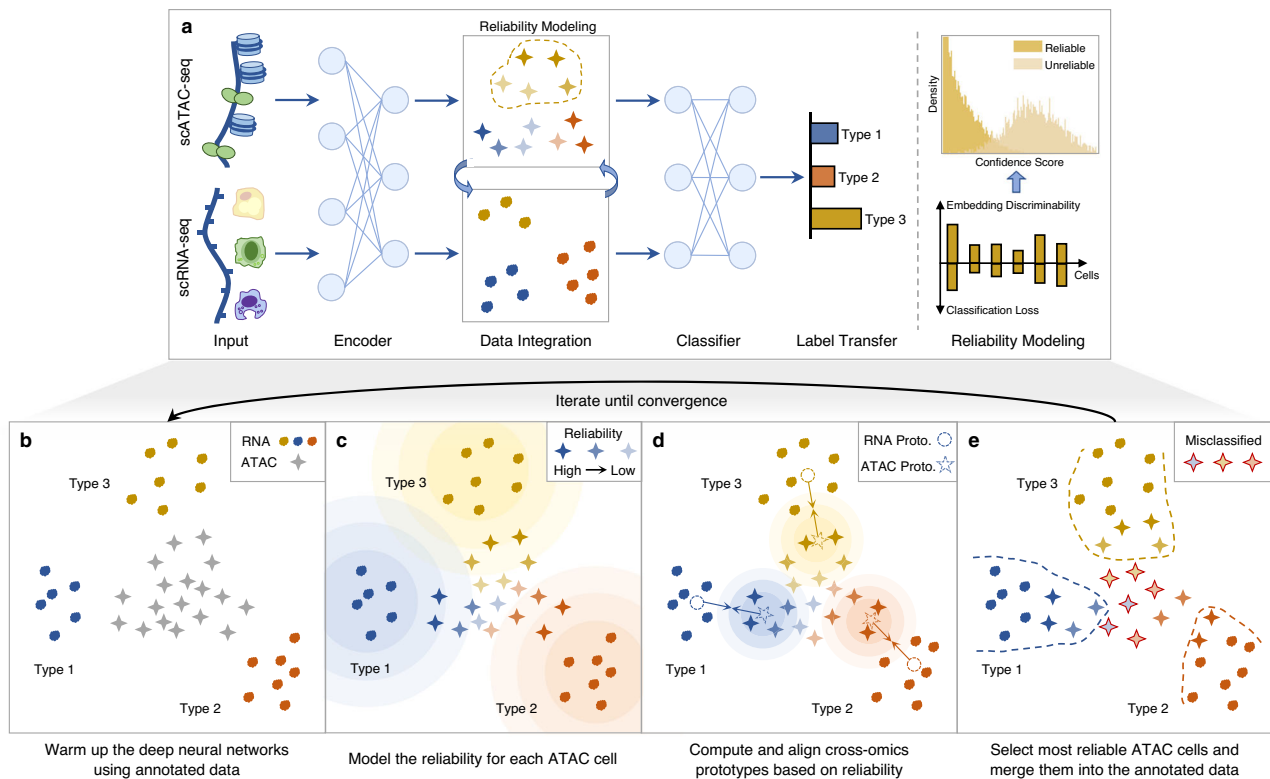 a
Reliability Modeling
scATAC-seq
scRNA-seq
Type 1
Type 2
Type 3
Reliable
Unreliable
Density
Confidence Score
Embedding Discriminability
Cells
Classification Loss
Input
Encoder
Data Integration
Classifier
Label Transfer
Reliability Modeling
Iterate until convergence
b
RNA
ATAC
Type 3
Type 1
Type 2
Warm up the deep neural networks
using annotated data
c
Reliability
High
Low
Type 3
Type 1
Type 2
Model the reliability for each ATAC cell
d
RNA Proto.
ATAC Proto.
Type 3
Type 1
Type 2
Compute and align cross-omics
prototypes based on reliability
e
Misclassified
Type 3
Type 1
Type 2
Select most reliable ATAC cells and
merge them into the annotated data